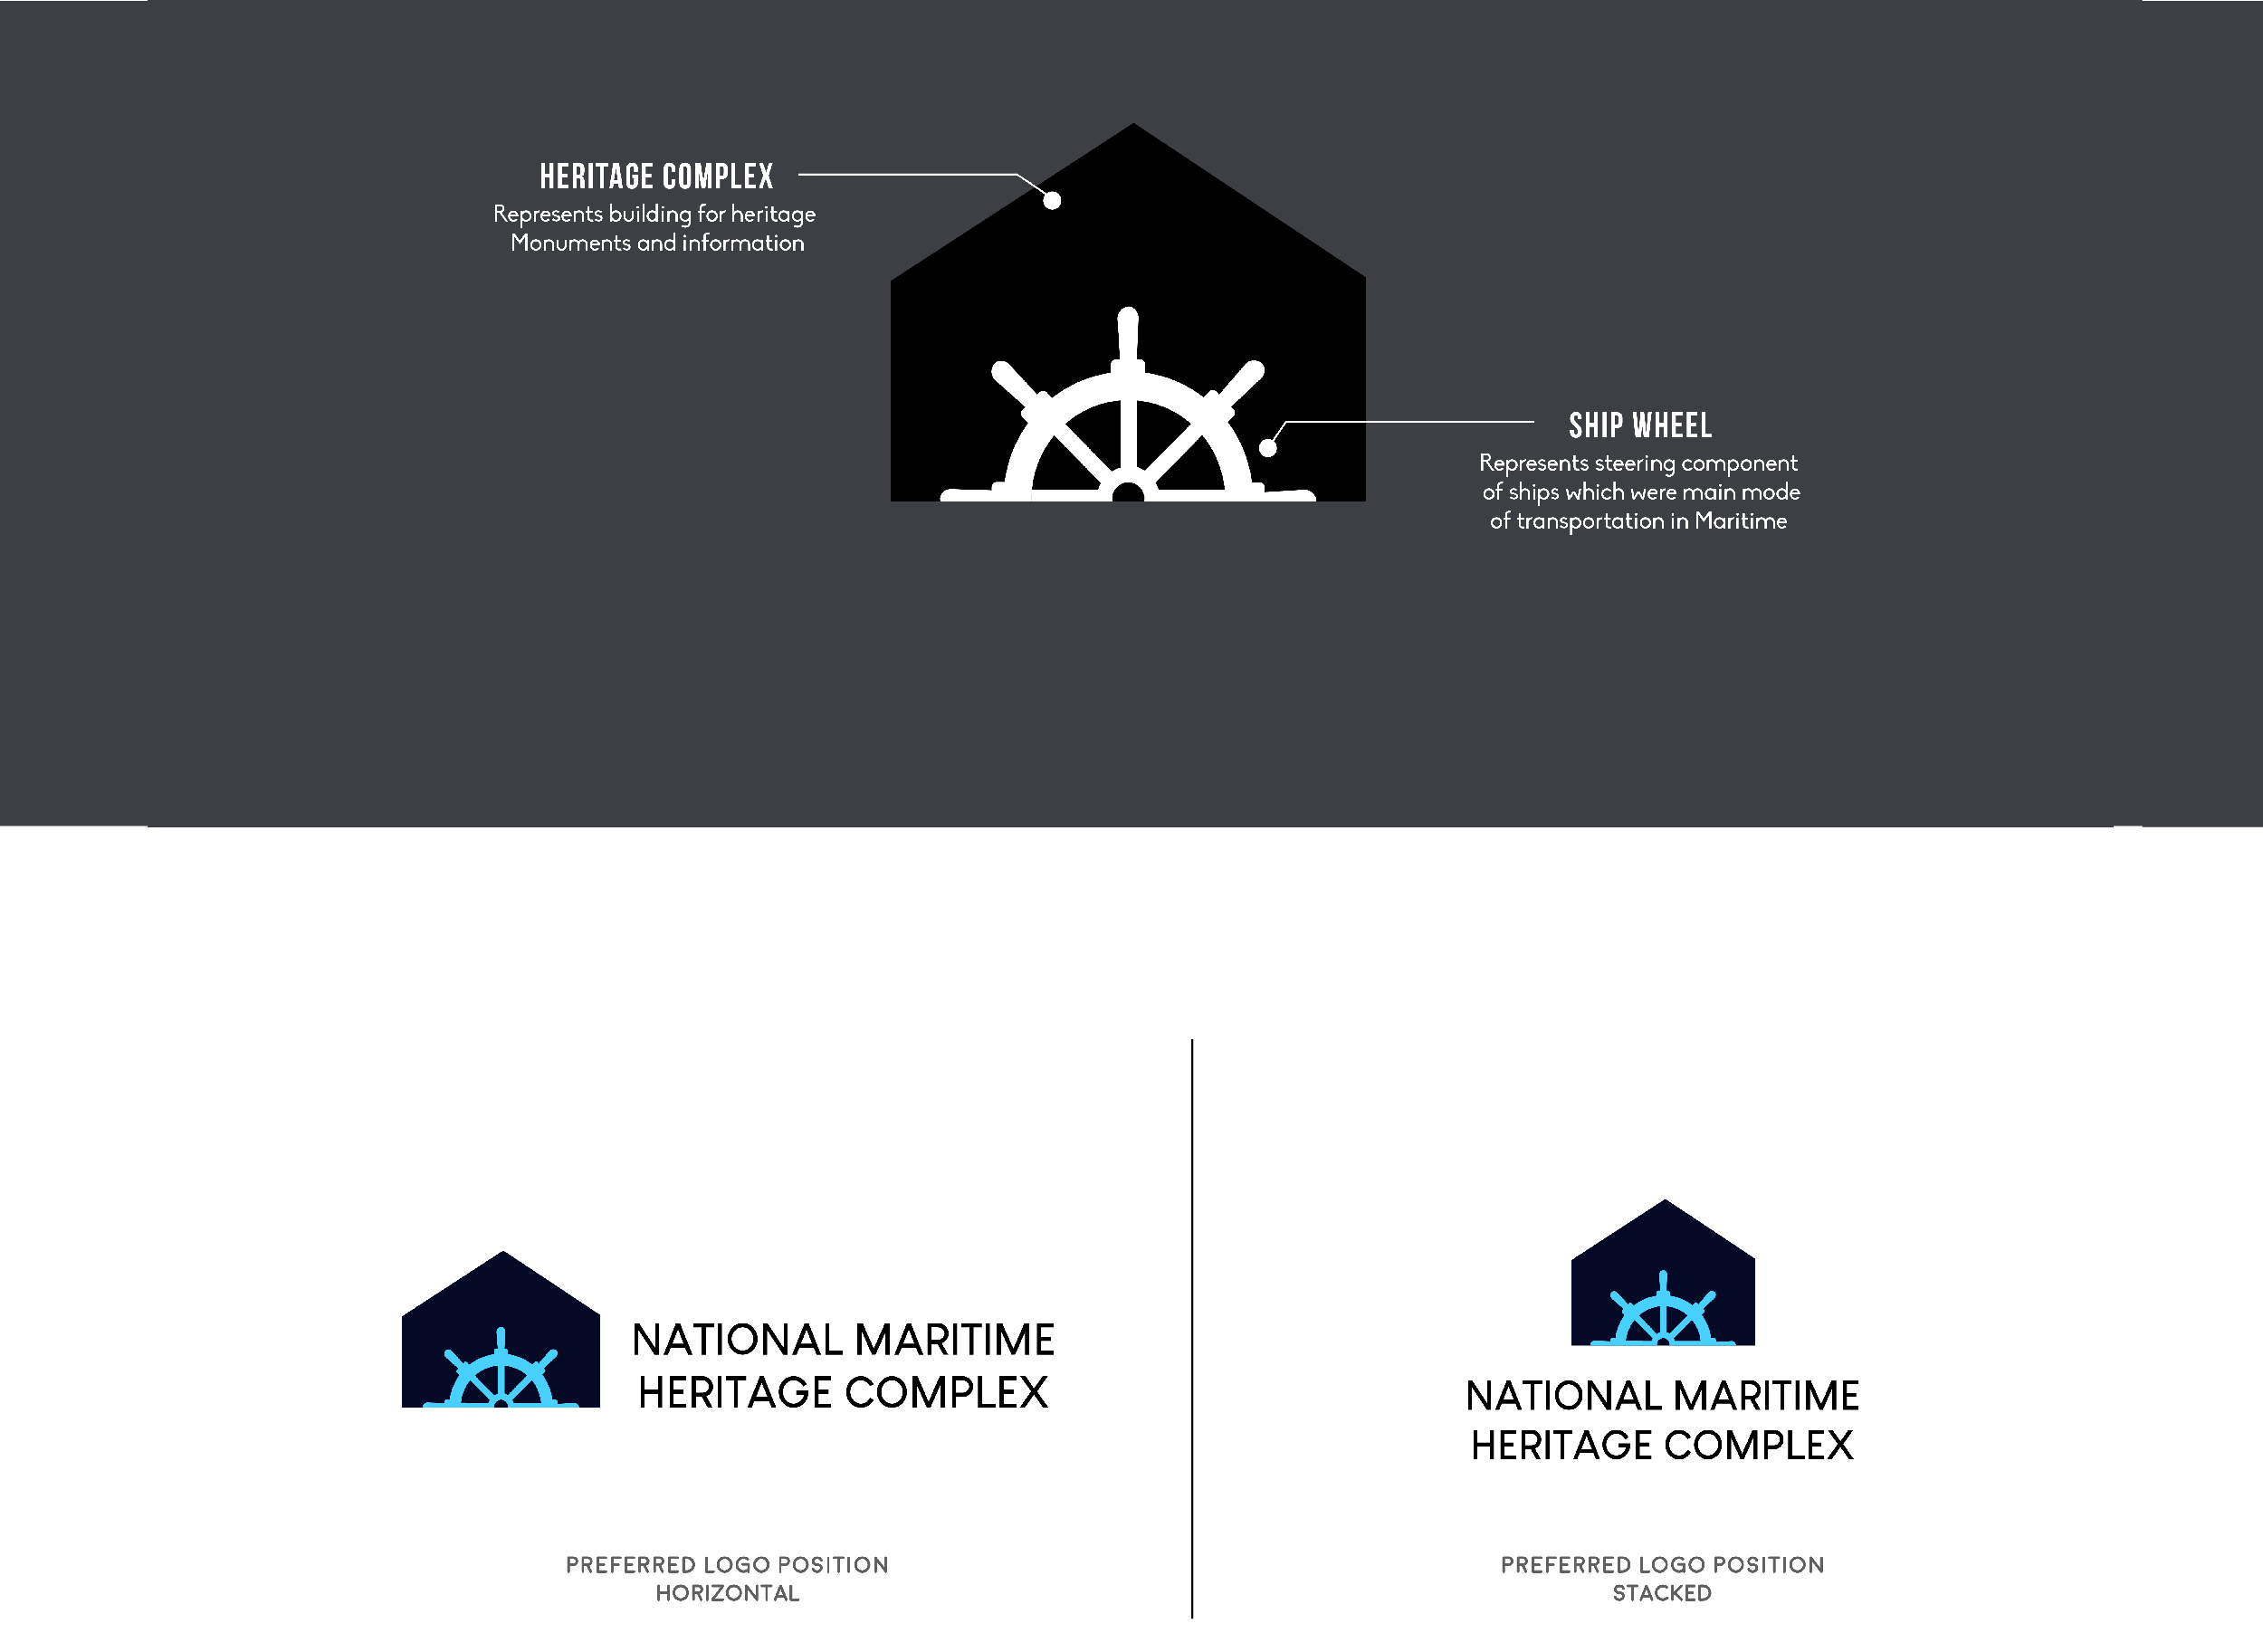 HERITAGE COMPLEX
Represents building for heritage
Monuments and information
SHIP WHEEL
Represents steering component
of ships which were main mode
of transportation in Maritime
NATIONAL MARITIME
HERITAGE COMPLEX
PREFERRED LOGO POSITION
HORIZONTAL
NATIONAL MARITIME
HERITAGE COMPLEX
PREFERRED LOGO POSITION
STACKED